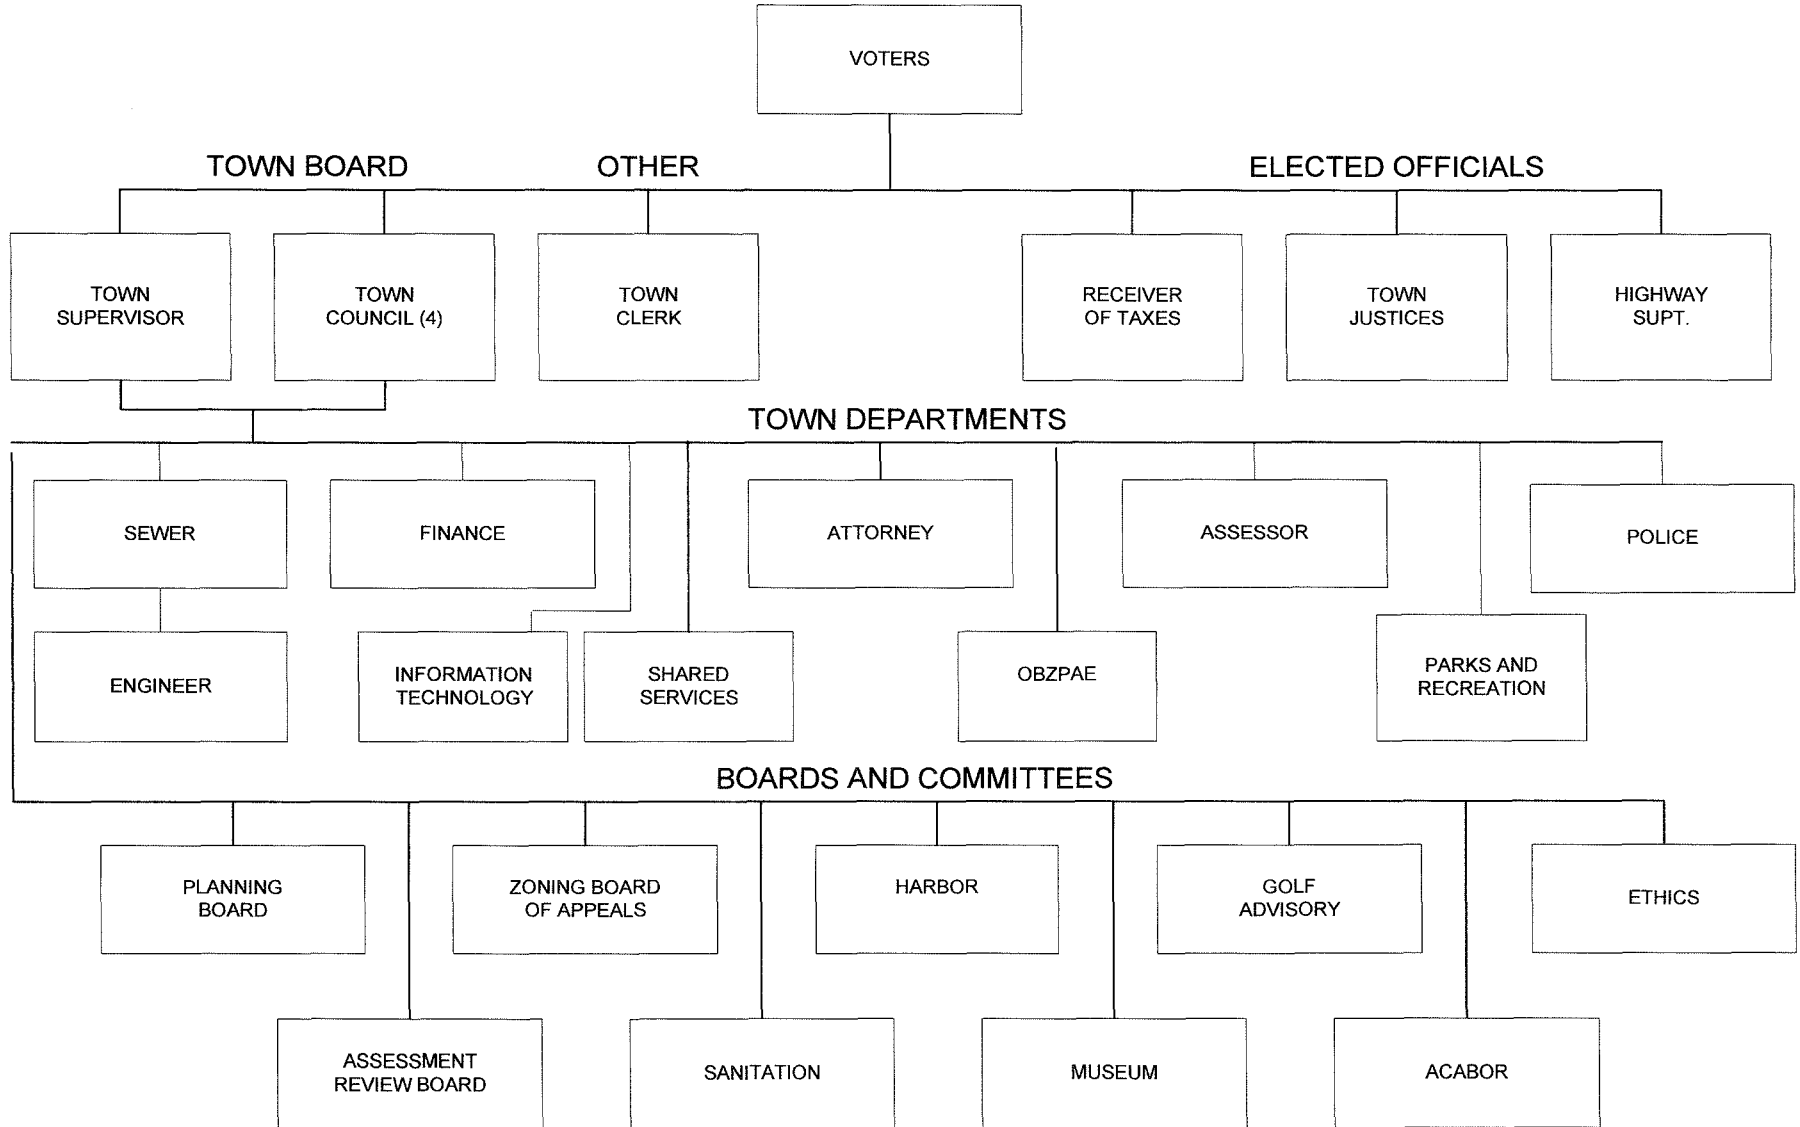 VOTERS
TOWN BOARD
OTHER
ELECTED OFFICIALS
TOWN
SUPERVISOR
TOWN
COUNCIL (4)
TOWN
CLERK
RECEIVER
OF TAXES
TOWN
JUSTICES
HIGHWAY
SUPT.
TOWN DEPARTMENTS
SEWER
FINANCE
ATTORNEY
ASSESSOR
POLICE
ENGINEER
INFORMATION
TECHNOLOGY
SHARED
SERVICES
OBZPAE
PARKS AND
RECREATION
BOARDS AND COMMITTEES
PLANNING
BOARD
ZONING BOARD
OF APPEALS
HARBOR
GOLF
ADVISORY
ETHICS
ASSESSMENT
REVIEW BOARD
SANITATION
MUSEUM
ACABOR